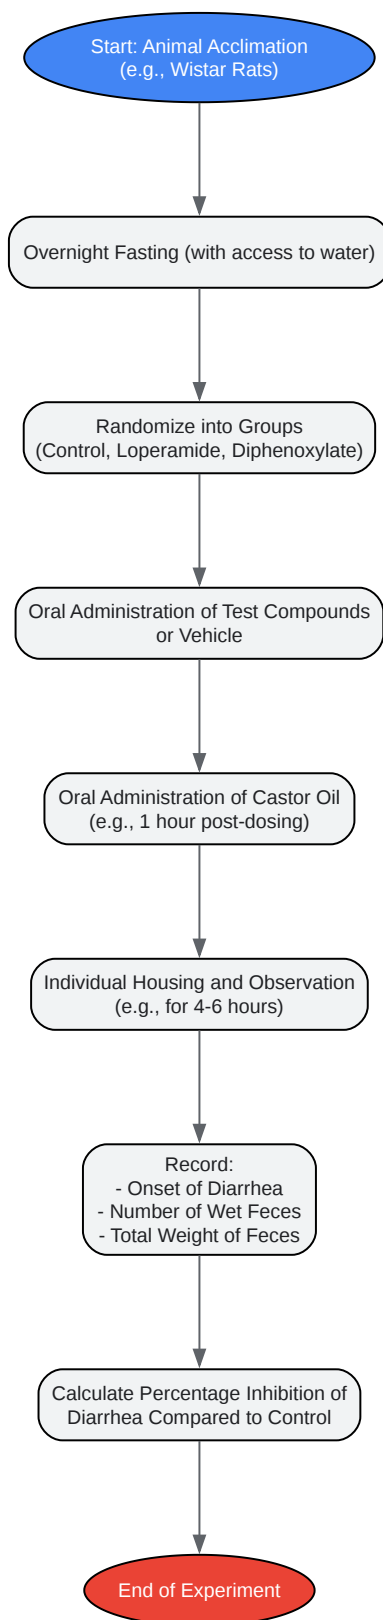 Start: Animal Acclimation
(e.g., Wistar Rats)
Overnight Fasting (with access to water)
Randomize into Groups
(Control, Loperamide, Diphenoxylate)
Oral Administration of Test Compounds
or Vehicle
Oral Administration of Castor Oil
(e.g., 1 hour post-dosing)
Individual Housing and Observation
(e.g., for 4-6 hours)
Record:
- Onset of Diarrhea
- Number of Wet Feces
- Total Weight of Feces
Calculate Percentage Inhibition of
Diarrhea Compared to Control
End of Experiment